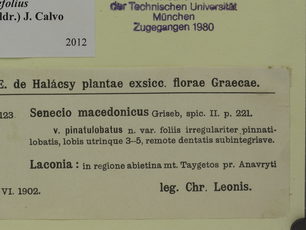 efolius
ldr.) J. Calvo
2012
der Technischen Universität
München
Zugegangen 1980
E. de Halácsy plantae exsicc. florae Graecae.
123 Senecio macedonicus Griseb, spic. II. p. 221.
v. pinatulobatus n. var. foliis irregulariter pinnati-
lobatis, lobis utrinque 3–5, remote dentatis subintegrisve.
Laconia: in regione abietina mt. Taygetos pr. Anavryti
VI. 1902. leg. Chr. Leonis.